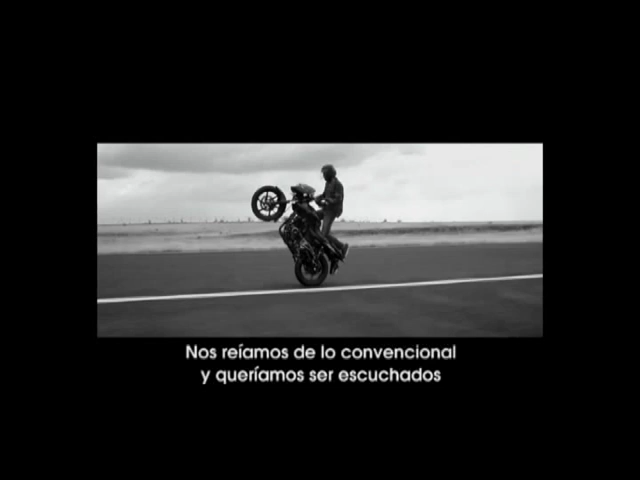 Nos reíamos de lo convencional
y queríamos ser escuchados